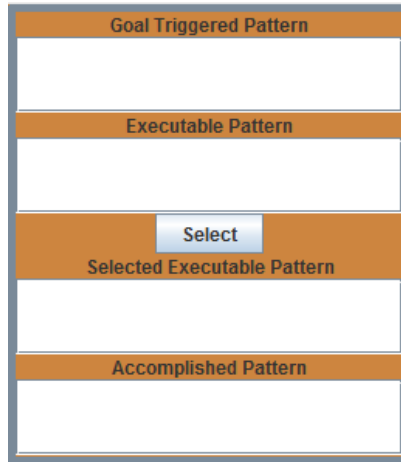 Goal Triggered Pattern
Executable Pattern
Select
Selected Executable Pattern
Accomplished Pattern